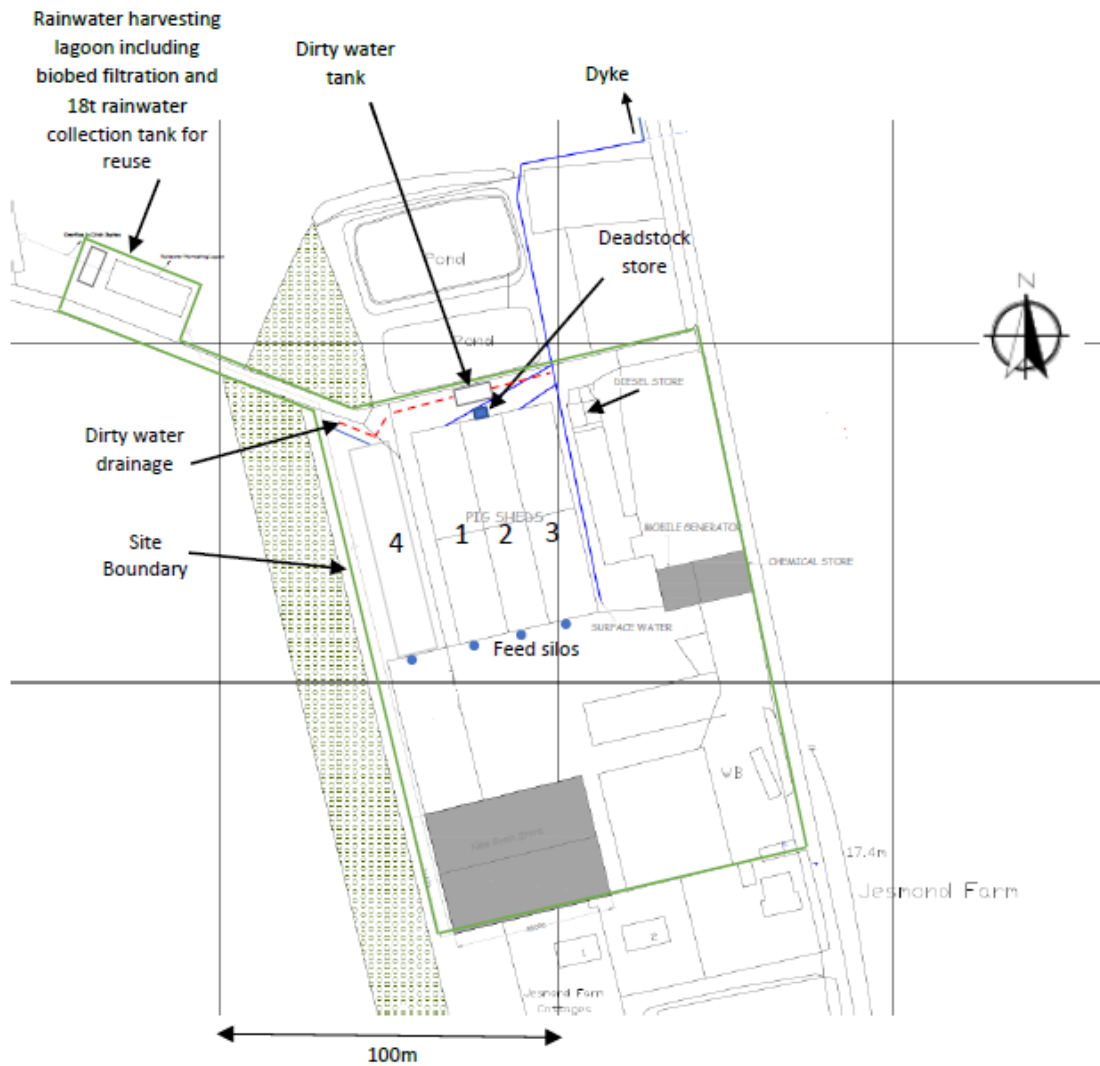 Rainwater harvesting
lagoon including
biobed filtration and
18t rainwater
collection tank for
reuse
Dirty water
tank
Dyke
Deadstock
store
Pond
Pond
N
DIESEL STORE
Dirty water
drainage
PIG SHEDS
4
1
2
3
MOBILE GENERATOR
CHEMICAL STORE
Site
Boundary
SURFACE WATER
Feed silos
WB
17.4m
Jesmond Farm
1
2
Jesmond Farm
Cottages
100m